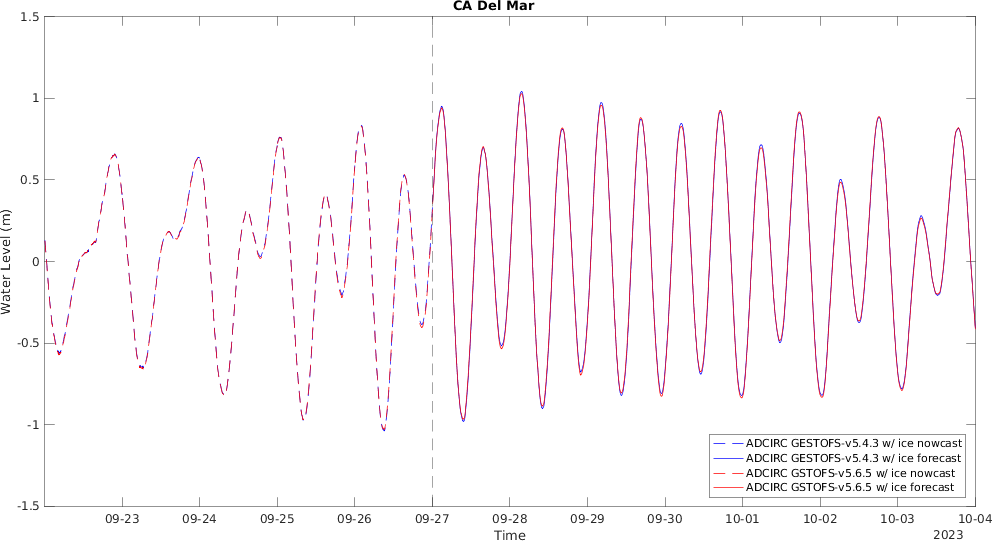 CA Del Mar
1.5
1
0.5
0
-0.5
-1
-1.5
Water Level (m)
09-23 09-24 09-25 09-26 09-27 09-28 09-29 09-30 10-01 10-02 10-03 10-04
Time
2023
ADCIRC GESTOFS-v5.4.3 w/ ice nowcast
ADCIRC GESTOFS-v5.4.3 w/ ice forecast
ADCIRC GSTOFS-v5.6.5 w/ ice nowcast
ADCIRC GSTOFS-v5.6.5 w/ ice forecast